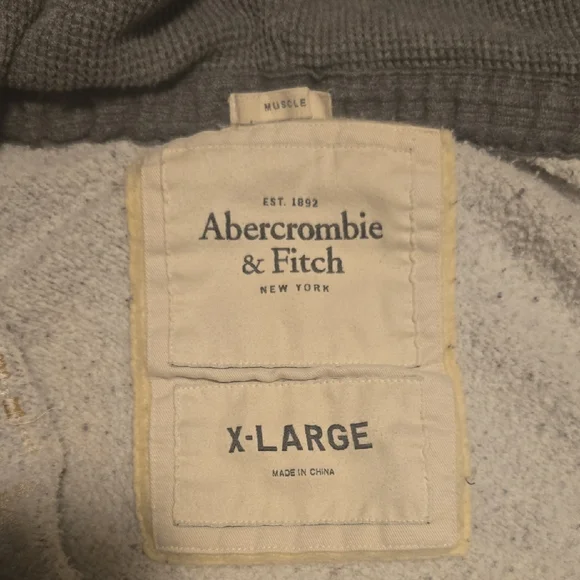 MUSCLE
EST. 1892
Abercrombie
& Fitch
NEW YORK
X-LARGE
MADE IN CHINA